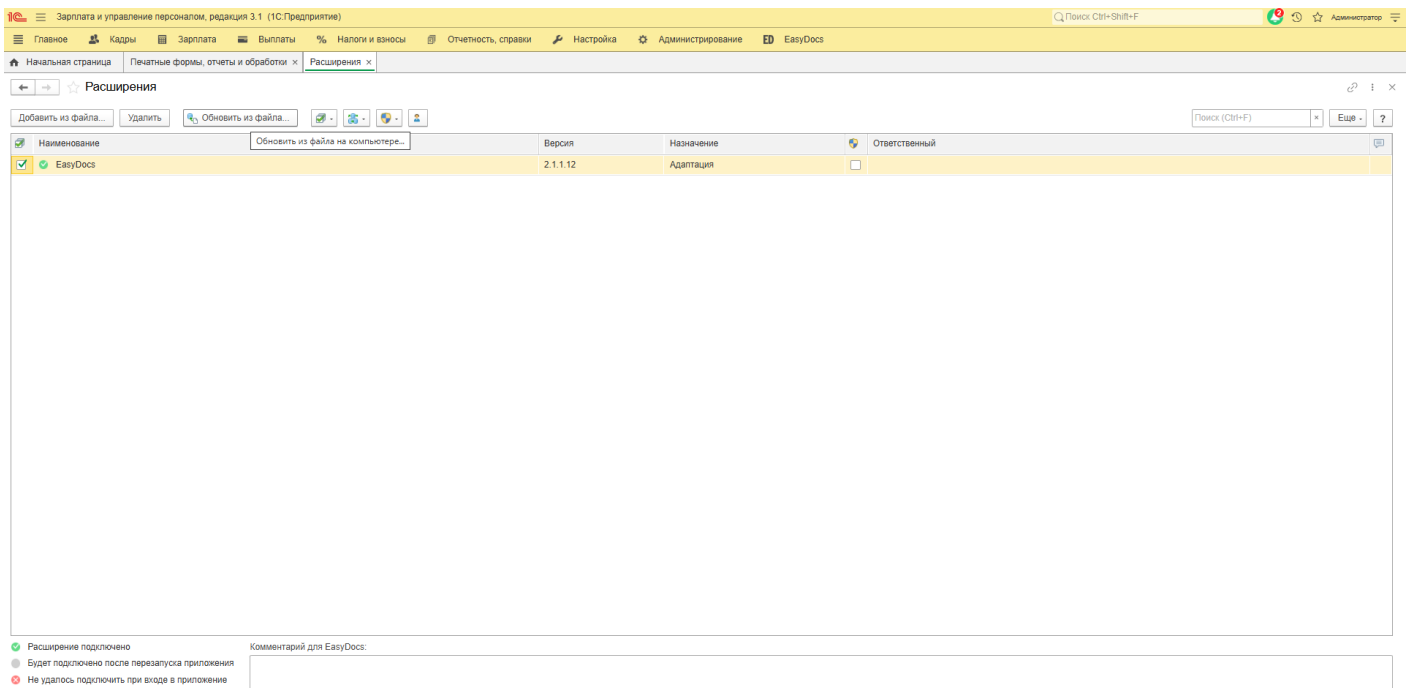 1С Зарплата и управление персоналом, редакция 3.1 (1С:Предприятие) Поиск Ctrl+Shift+F 2 Администратор
Главное Кадры Зарплата Выплаты % Налоги и взносы Отчетность, справки Настройка Администрирование ED EasyDocs
Начальная страница Печатные формы, отчеты и обработки × Расширения ×
Расширения
Добавить из файла... Удалить Обновить из файла... Поиск (Ctrl+F) × Еще ?
Обновить из файла на компьютере...
Наименование Версия Назначение Ответственный
EasyDocs 2.1.1.12 Адаптация
Расширение подключено Комментарий для EasyDocs:
Будет подключено после перезапуска приложения
Не удалось подключить при входе в приложение